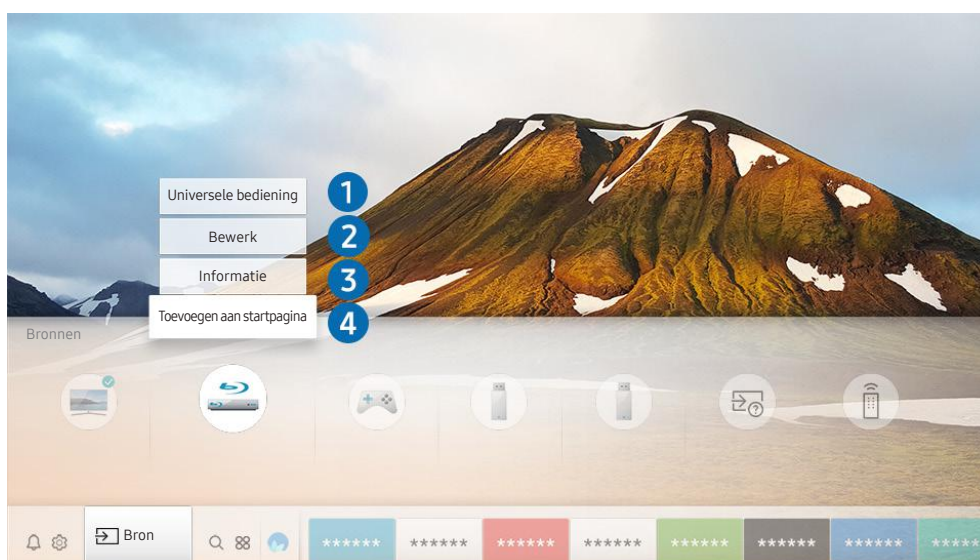 Universele bediening
1
Bewerk
2
Informatie
3
Toevoegen aan startpagina
4
Bronnen
Bron
****** ****** ****** ****** ****** ****** ****** *****